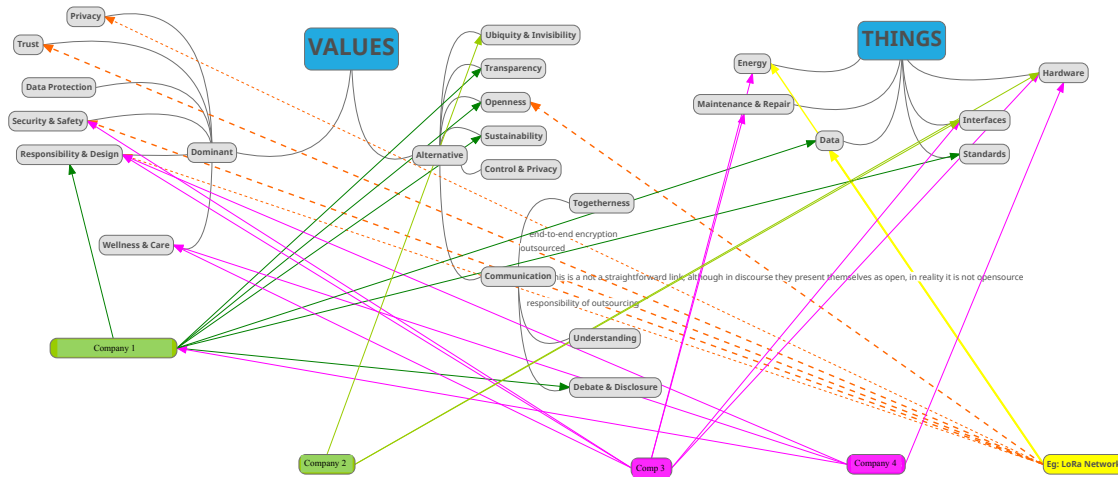 Privacy
Trust
Data Protection
Security & Safety
Responsibility & Design
Wellness & Care
Dominant
VALUES
Alternative
Ubiquity & Invisibility
Transparency
Openness
Sustainability
Control & Privacy
Togetherness
end-to-end encryption
outsourced
Communication
his is a not a straightforward link, although in discourse they present themselves as open, in reality it is not opensource
responsibility of outsourcing
Understanding
Debate & Disclosure
THINGS
Energy
Maintenance & Repair
Data
Hardware
Interfaces
Standards
Company 1
Company 2
Comp 3
Company 4
Eg: LoRa Network